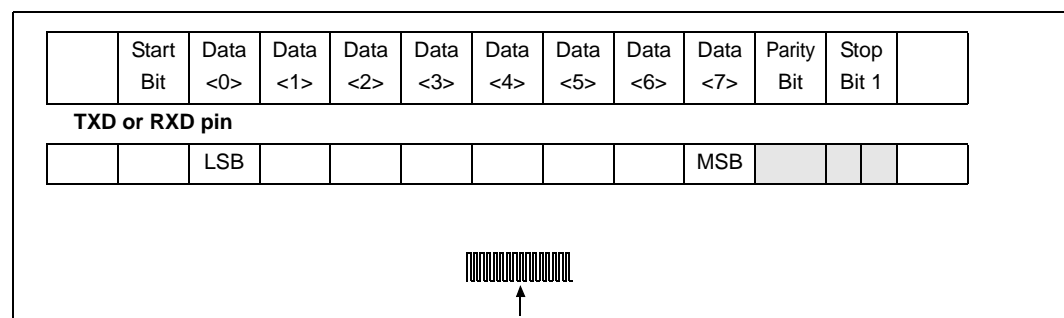 Start Data Data Data Data Data Data Data Data Parity Stop
Bit <0> <1> <2> <3> <4> <5> <6> <7> Bit Bit 1
TXD or RXD pin
LSB MSB